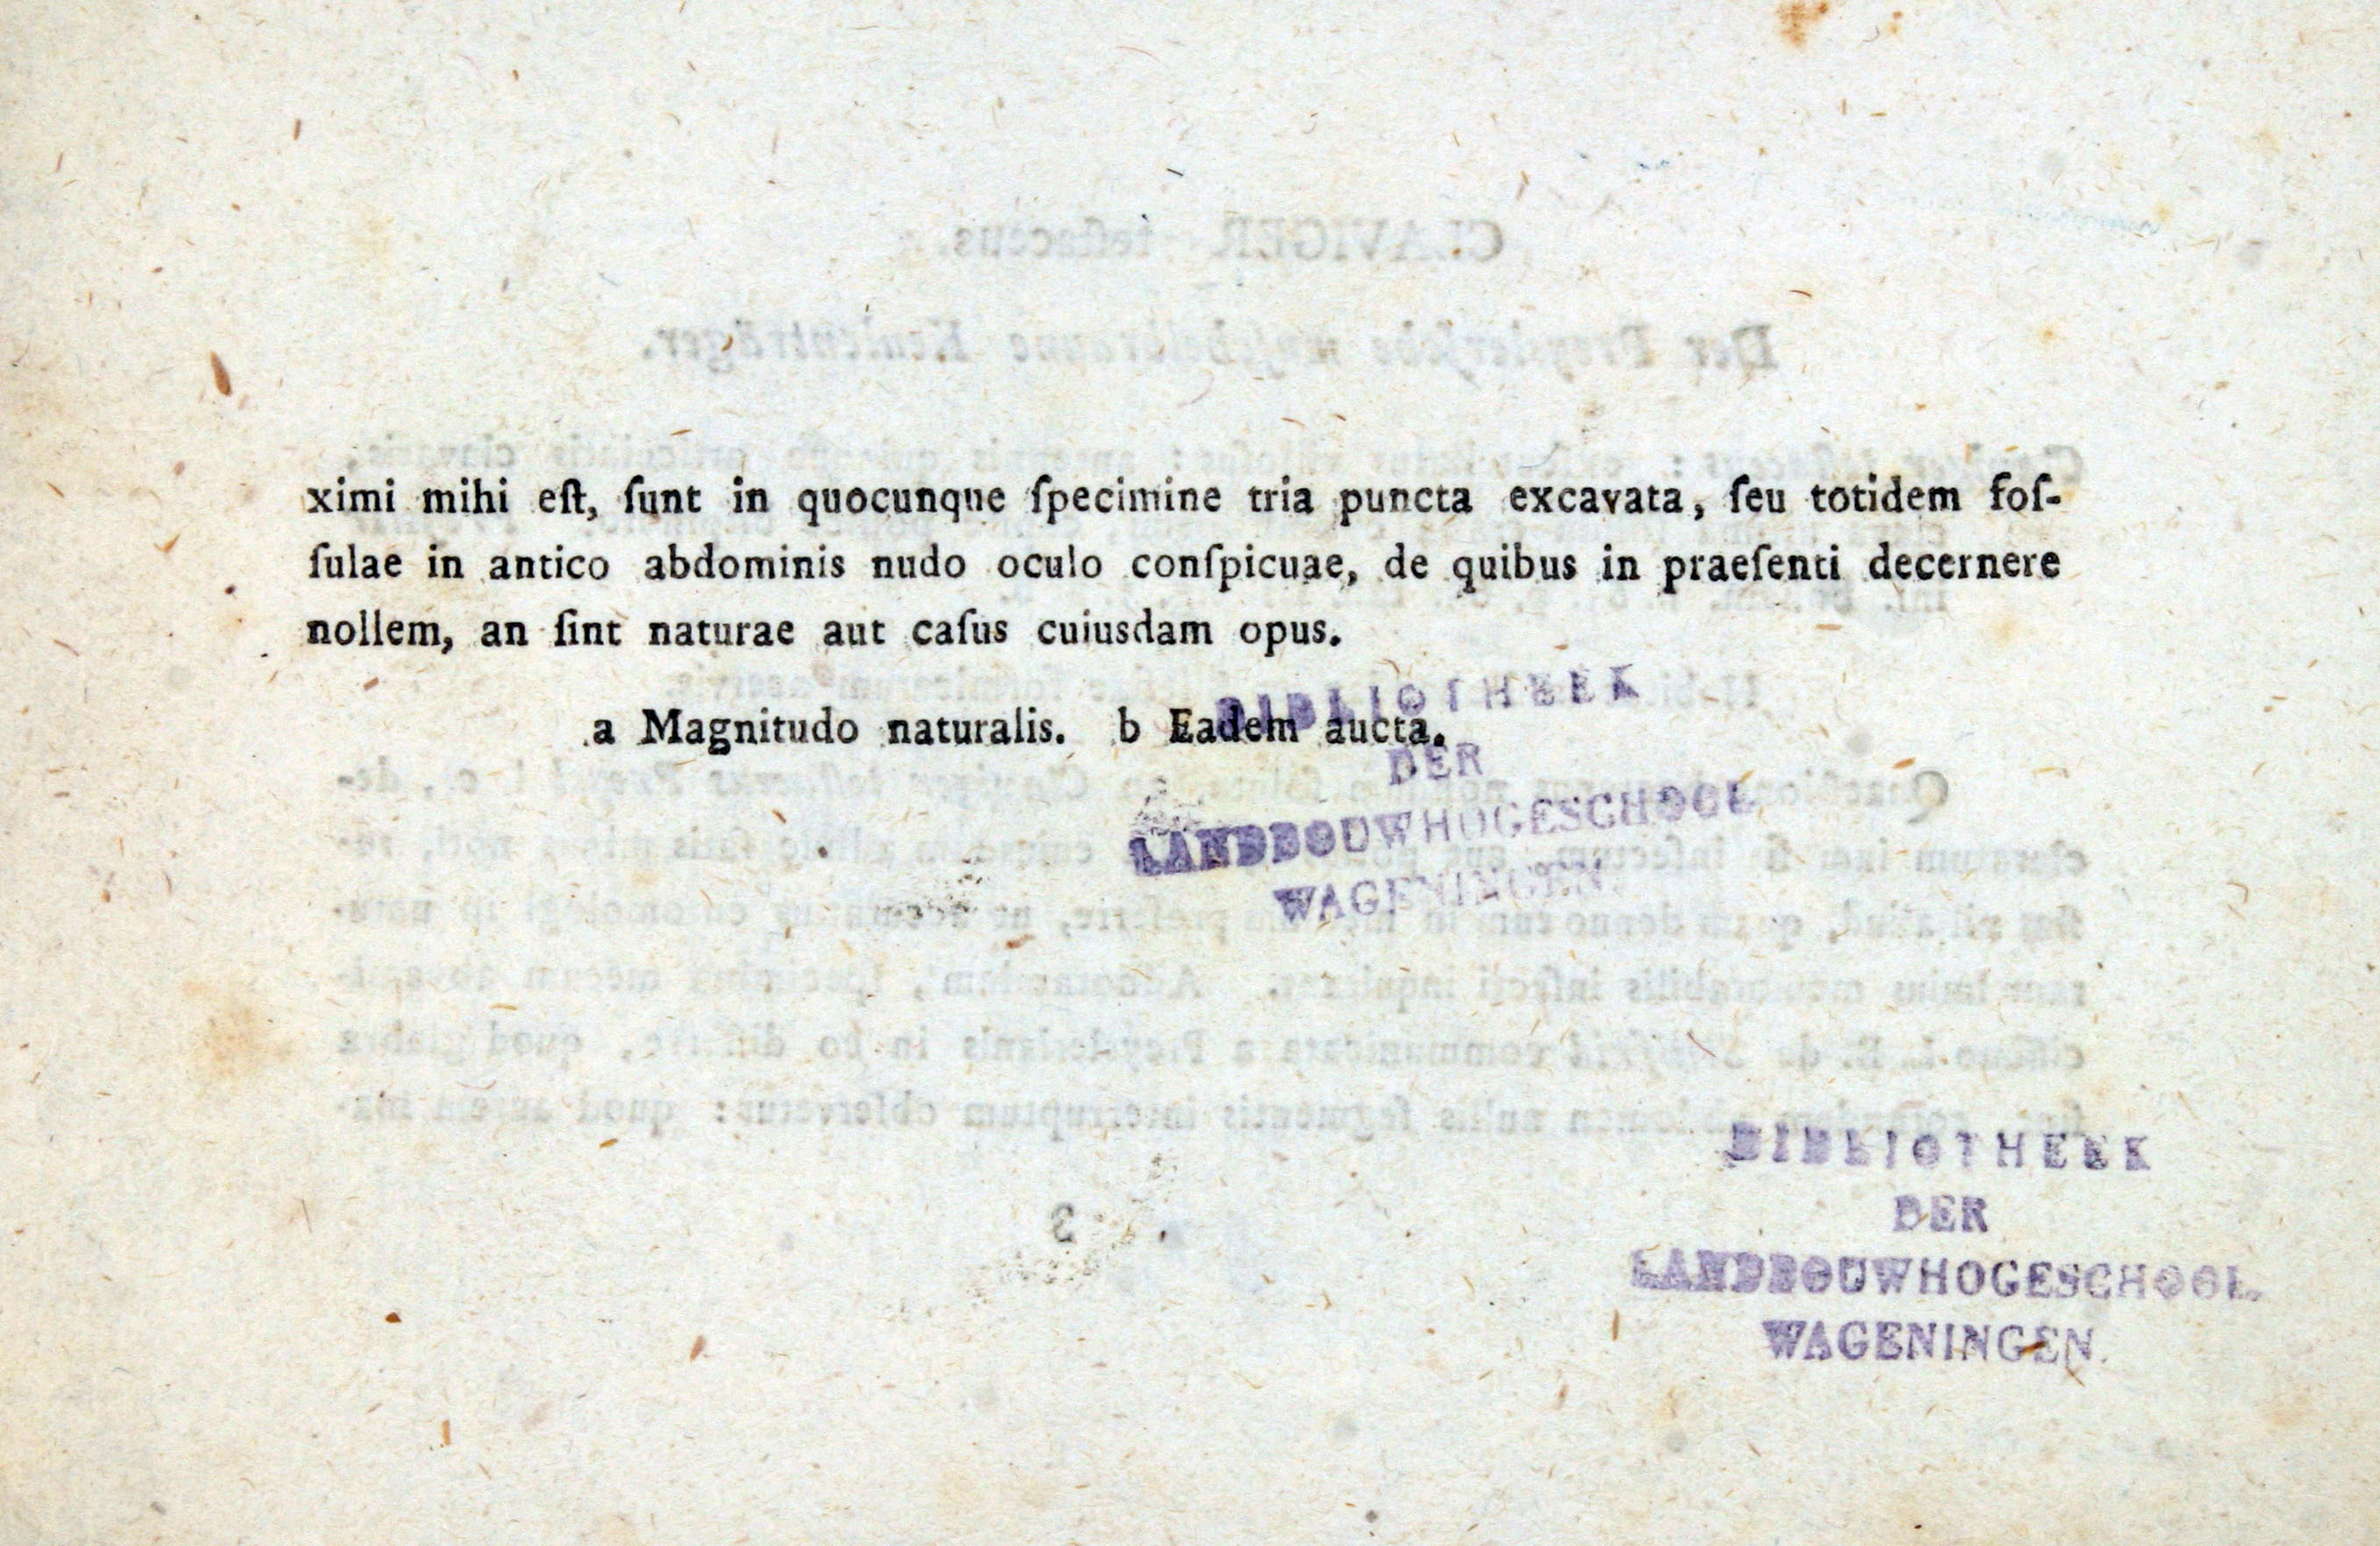 ximi mihi eſt, ſunt in quocunque ſpecimine tria puncta excavata, ſeu totidem foſ-
ſulae in antico abdominis nudo oculo conſpicuae, de quibus in praeſenti decernere
nollem, an ſint naturae aut caſus cuiusdam opus.
a Magnitudo naturalis. b Eadem aucta.
BIBLIOTHEEK
DER
LANDBOUWHOGESCHOOL
WAGENINGEN.
BIBLIOTHEEK
DER
LANDBOUWHOGESCHOOL
WAGENINGEN.